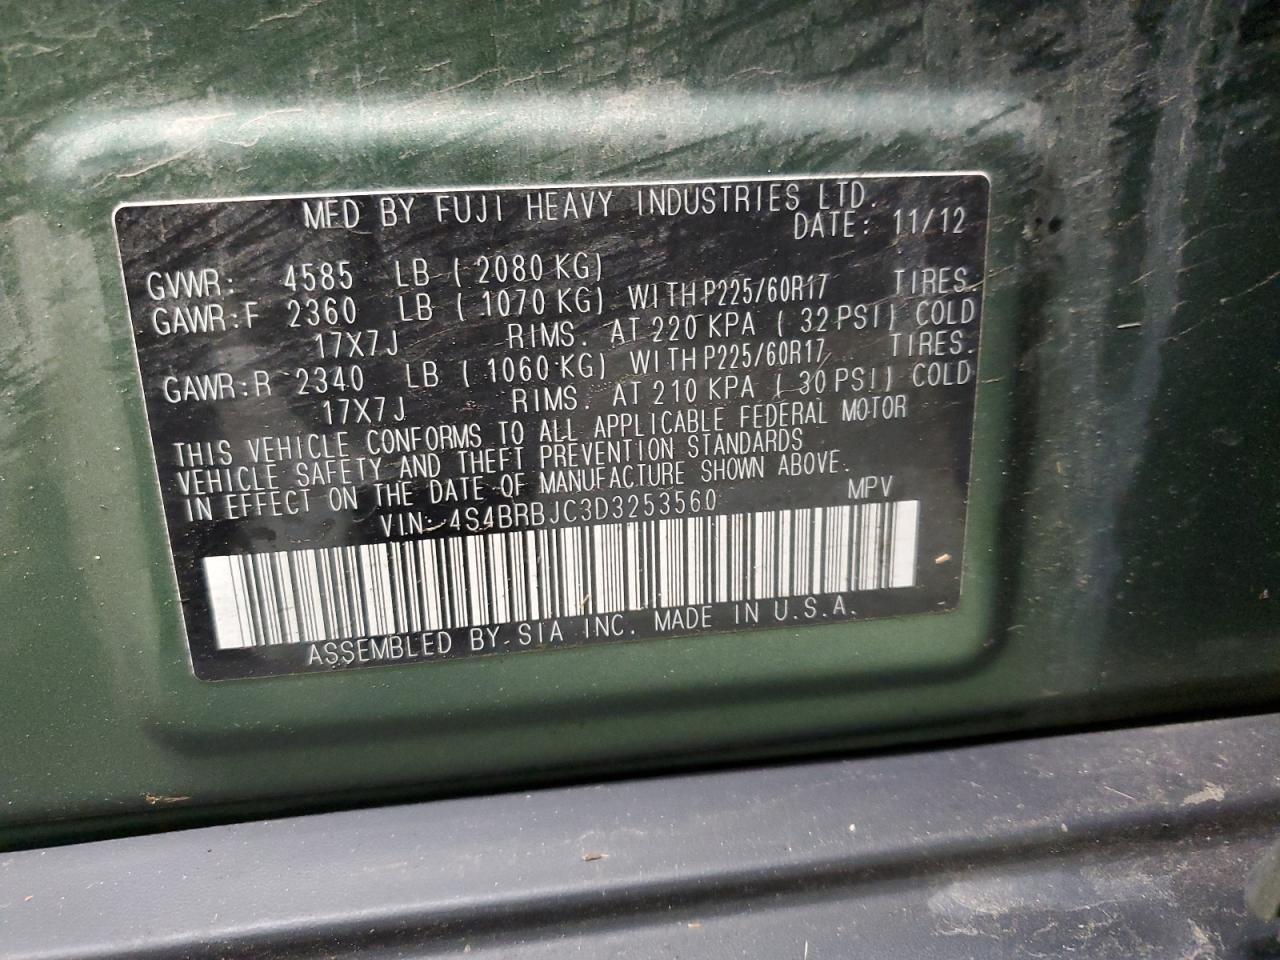 MFD BY FUJI HEAVY INDUSTRIES LTD.
DATE: 11/12
GVWR: 4585 LB (2080 KG)
GAWR:F 2360 LB (1070 KG) WITH P225/60R17 TIRES.
17X7J RIMS. AT 220 KPA (32 PSI) COLD
GAWR:R 2340 LB (1060 KG) WITH P225/60R17 TIRES.
17X7J RIMS. AT 210 KPA (30 PSI) COLD
THIS VEHICLE CONFORMS TO ALL APPLICABLE FEDERAL MOTOR
VEHICLE SAFETY AND THEFT PREVENTION STANDARDS
IN EFFECT ON THE DATE OF MANUFACTURE SHOWN ABOVE.
VIN: 4S4BRBJC3D3253560 MPV
ASSEMBLED BY SIA INC. MADE IN U.S.A.